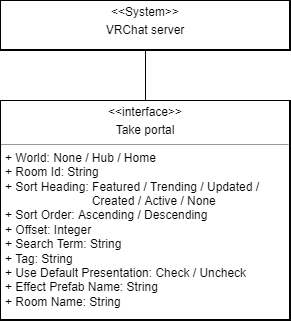 <<System>>
VRChat server
<<interface>>
Take portal
+ World: None / Hub / Home
+ Room Id: String
+ Sort Heading: Featured / Trending / Updated /
Created / Active / None
+ Sort Order: Ascending / Descending
+ Offset: Integer
+ Search Term: String
+ Tag: String
+ Use Default Presentation: Check / Uncheck
+ Effect Prefab Name: String
+ Room Name: String